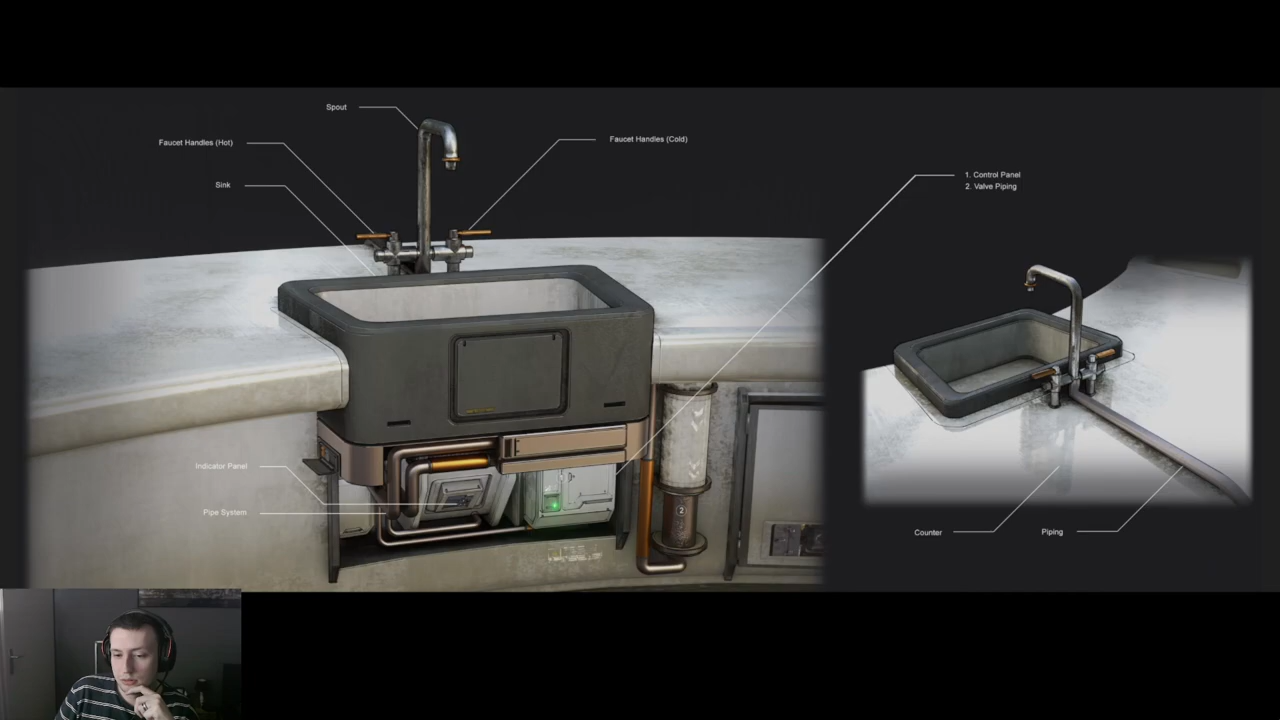 Spout
Faucet Handles (Hot)
Faucet Handles (Cold)
Sink
1. Control Panel
2. Valve Piping
Indicator Panel
Pipe System
2
Counter
Piping